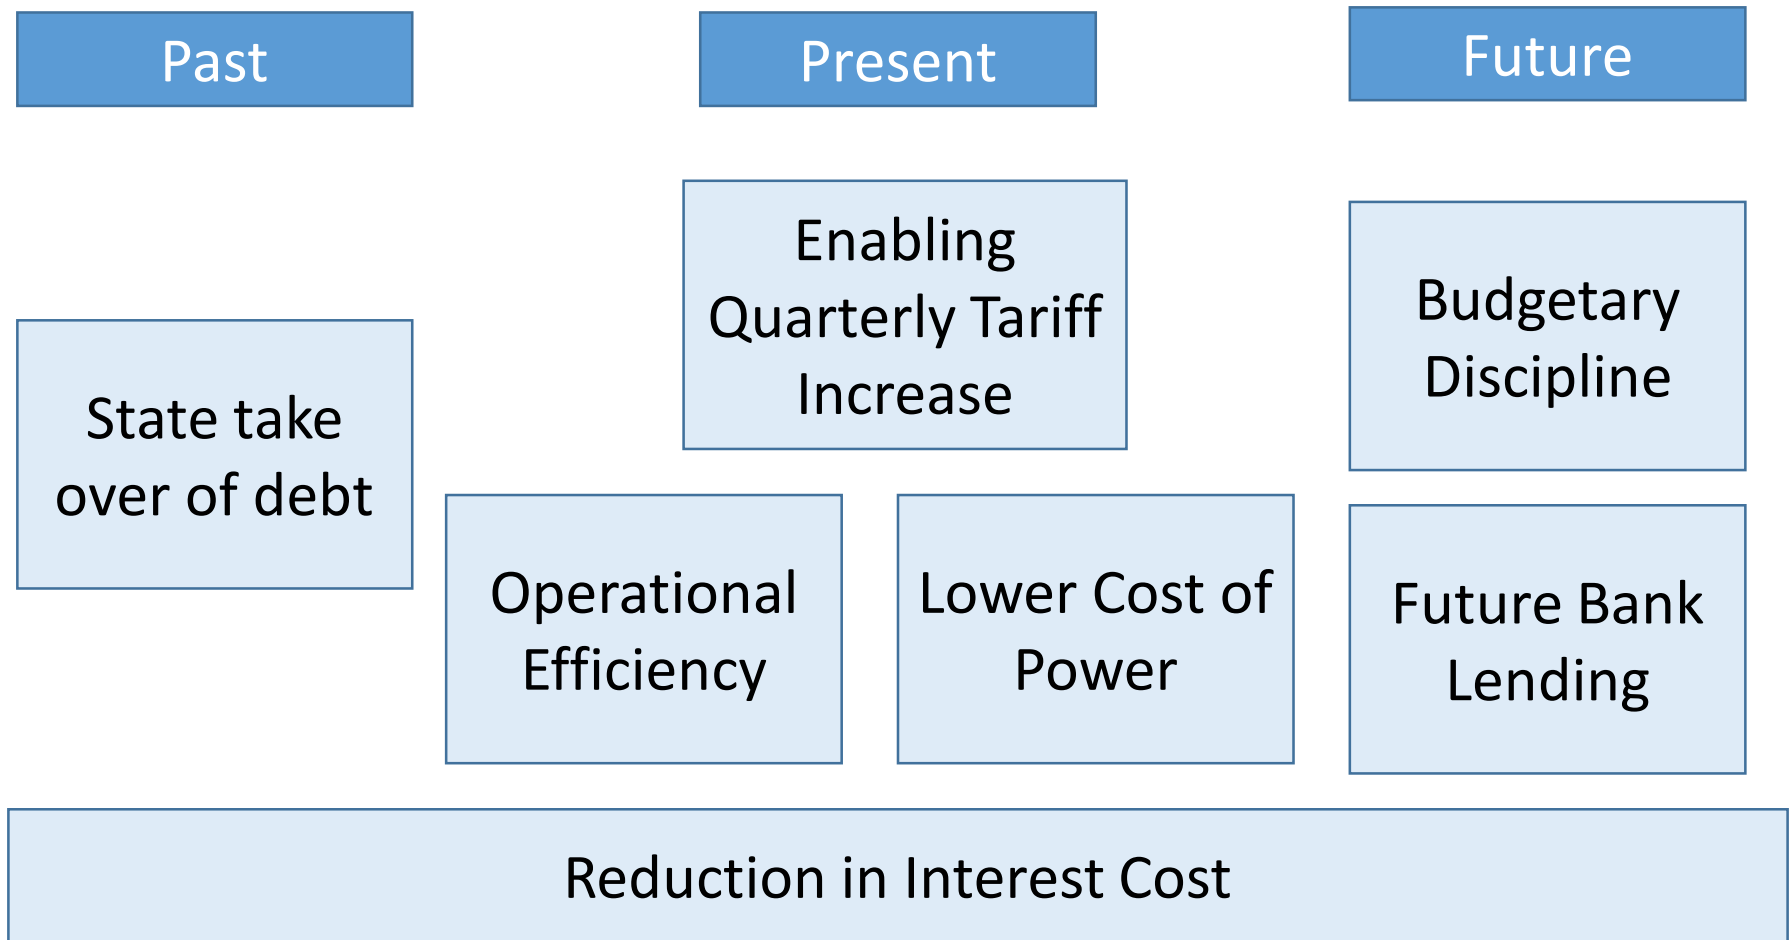 Past
Present
Future
State take
over of debt
Enabling
Quarterly Tariff
Increase
Operational
Efficiency
Lower Cost of
Power
Budgetary
Discipline
Future Bank
Lending
Reduction in Interest Cost